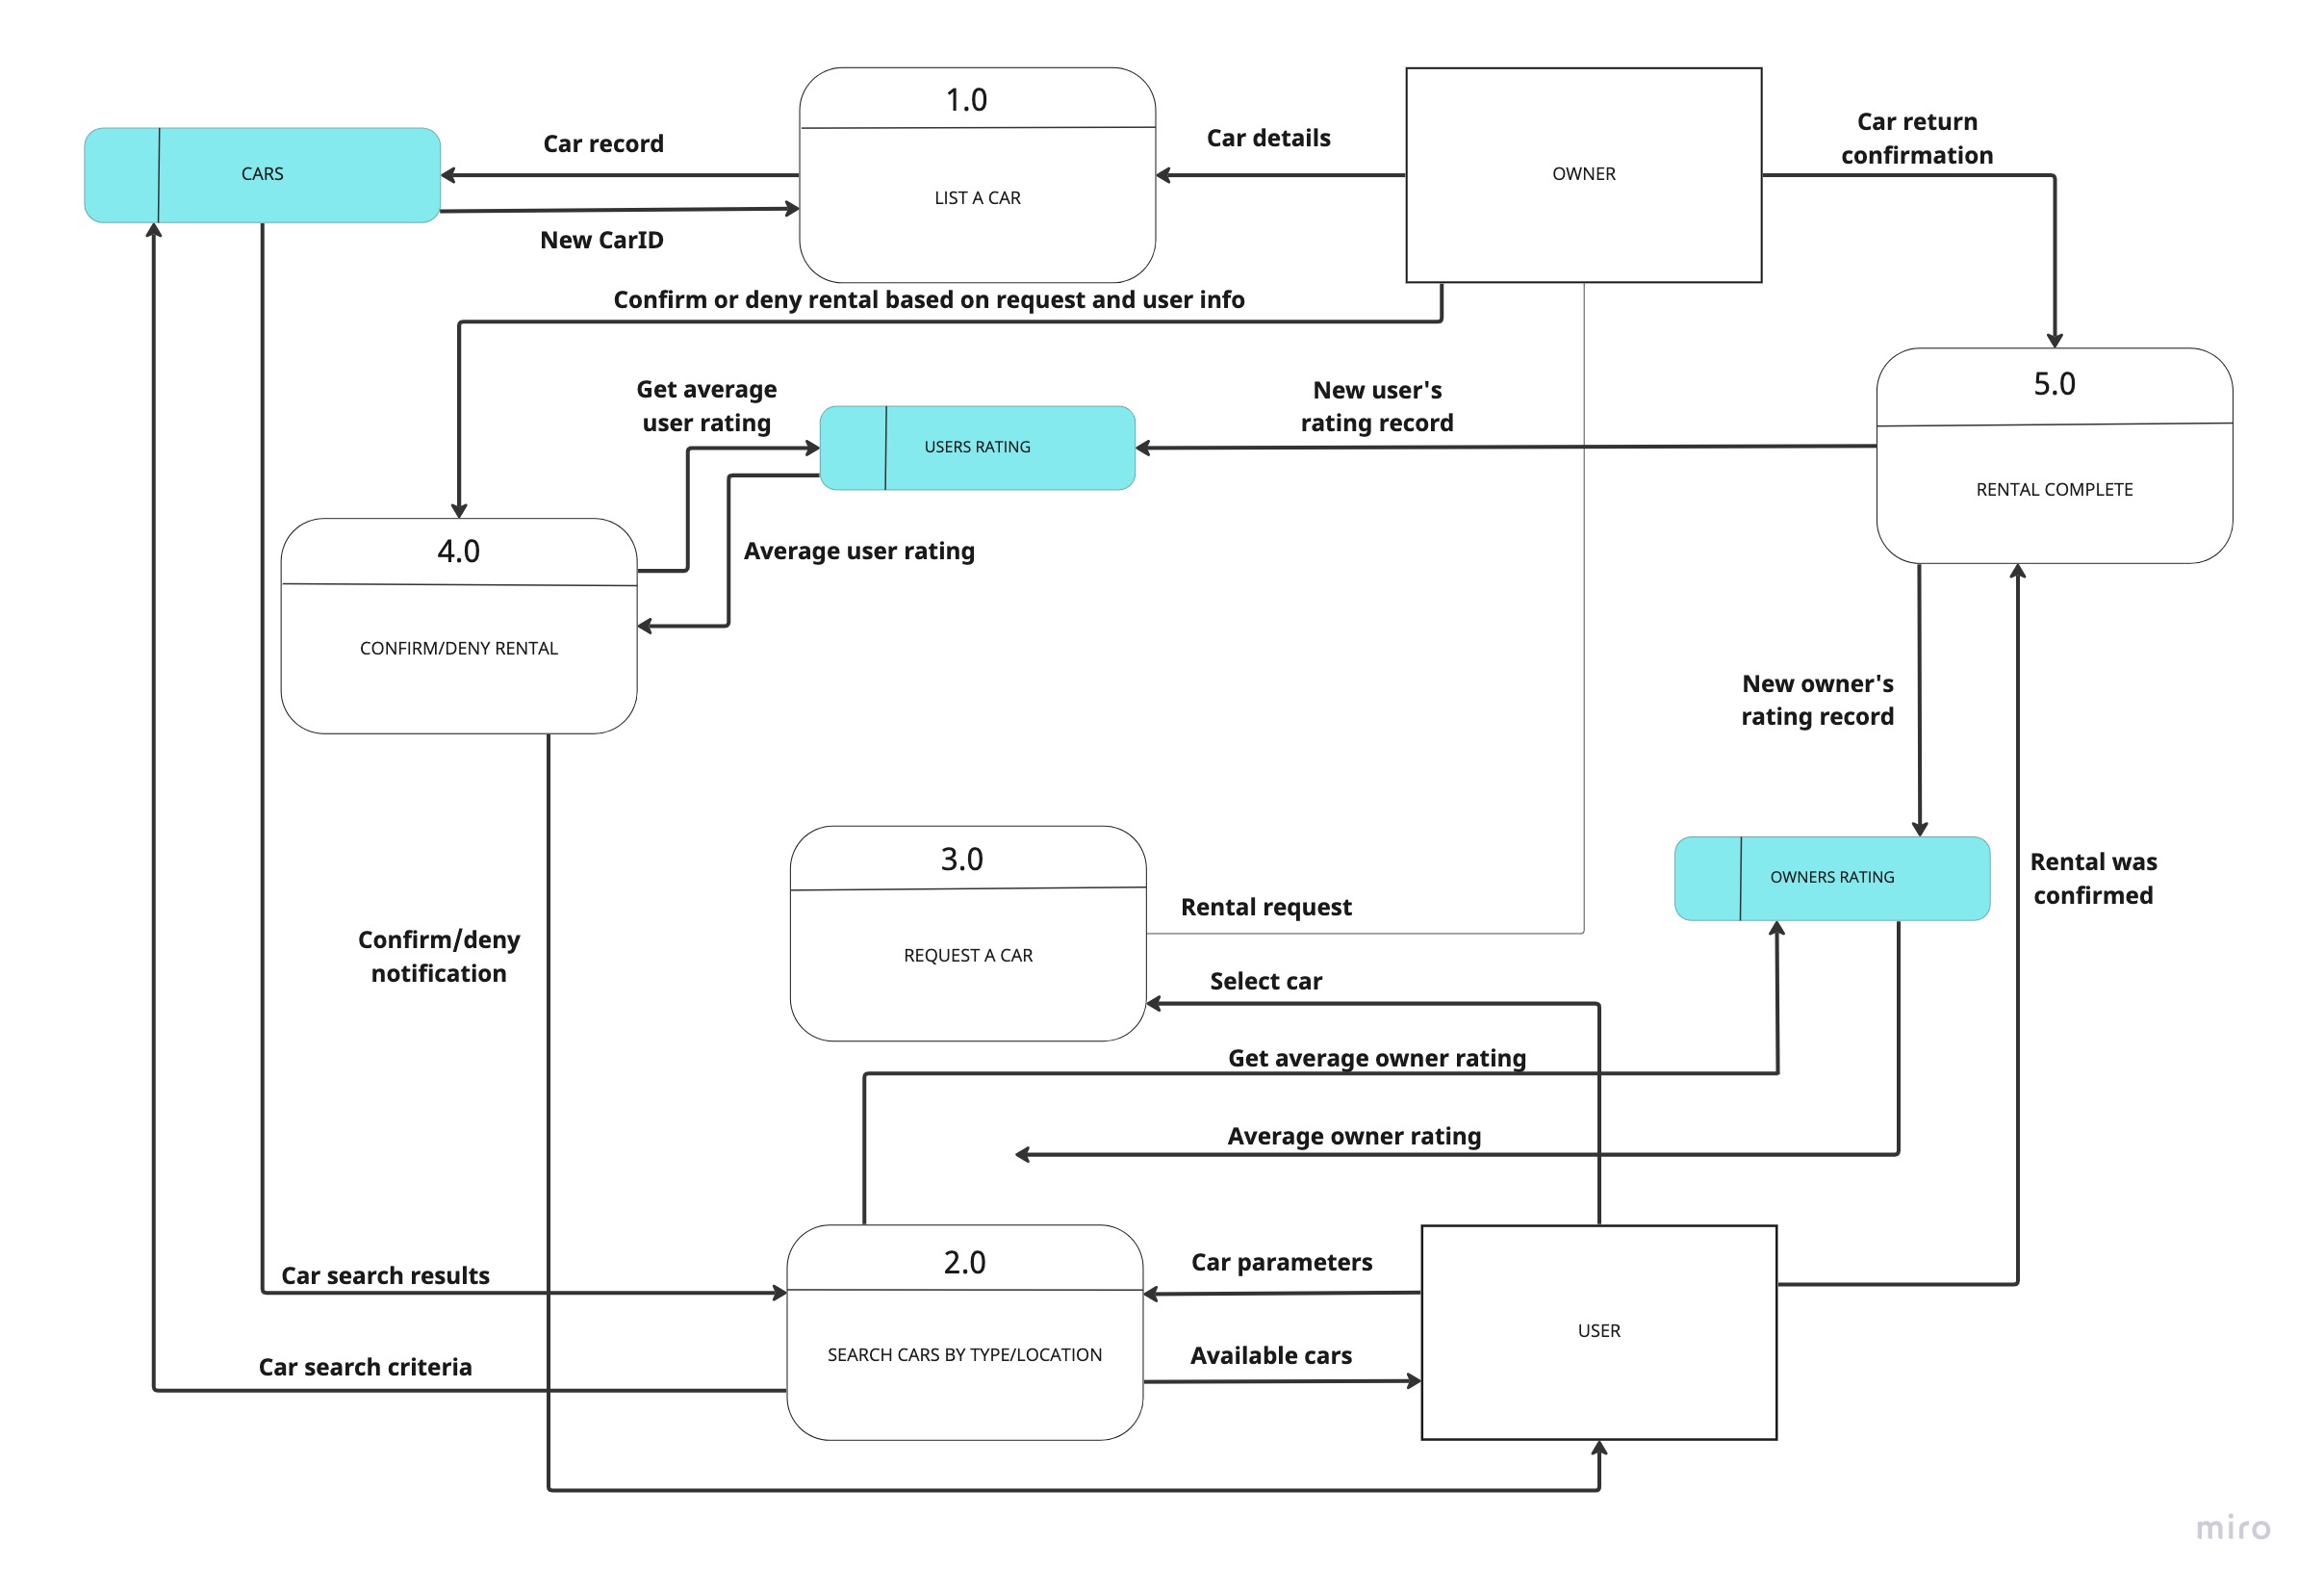 1.0
LIST A CAR
CARS
Car record
New CarID
Car details
OWNER
Car return
confirmation
Confirm or deny rental based on request and user info
Get average
user rating
USERS RATING
New user's
rating record
5.0
RENTAL COMPLETE
4.0
CONFIRM/DENY RENTAL
Average user rating
New owner's
rating record
3.0
REQUEST A CAR
Rental request
OWNERS RATING
Rental was
confirmed
Confirm/deny
notification
Select car
Get average owner rating
Average owner rating
2.0
SEARCH CARS BY TYPE/LOCATION
Car search results
Car search criteria
Car parameters
Available cars
USER
miro